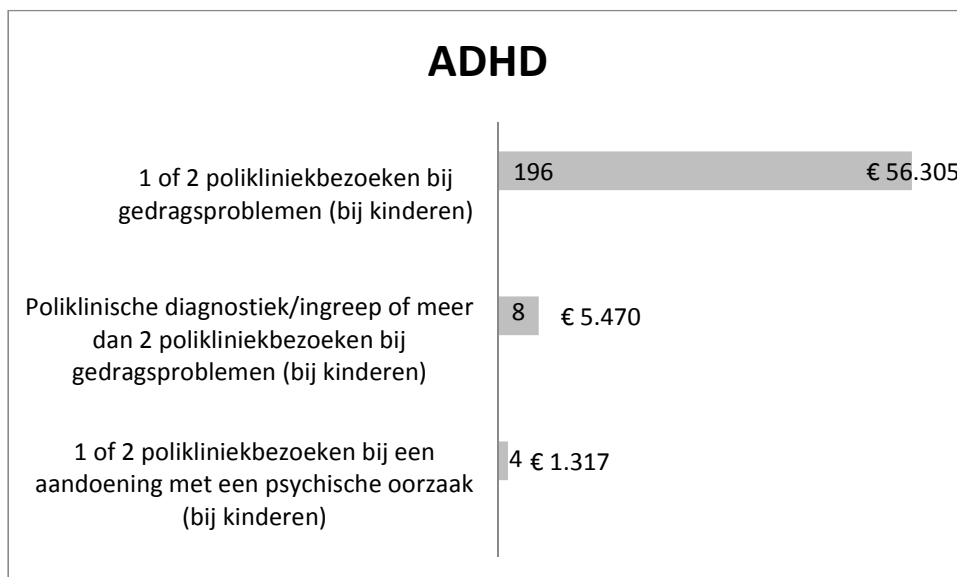 ADHD
1 of 2 polikliniekbezoeken bij
gedragsproblemen (bij kinderen)
196
€ 56.305
Poliklinische diagnostiek/ingreep of meer
dan 2 polikliniekbezoeken bij
gedragsproblemen (bij kinderen)
8
€ 5.470
1 of 2 polikliniekbezoeken bij een
aandoening met een psychische oorzaak
(bij kinderen)
4
€ 1.317